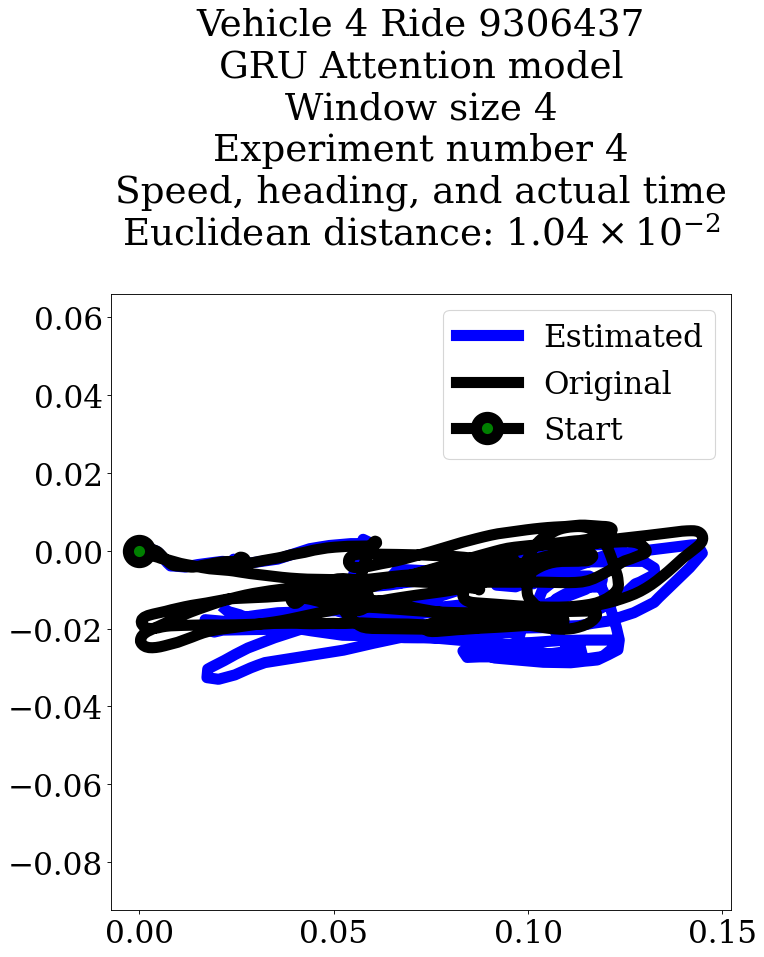 Vehicle 4 Ride 9306437
GRU Attention model
Window size 4
Experiment number 4
Speed, heading, and actual time
Euclidean distance: 1.04 × 10⁻²
Estimated
Original
Start
0.06
0.04
0.02
0.00
−0.02
−0.04
−0.06
−0.08
0.00 0.05 0.10 0.15